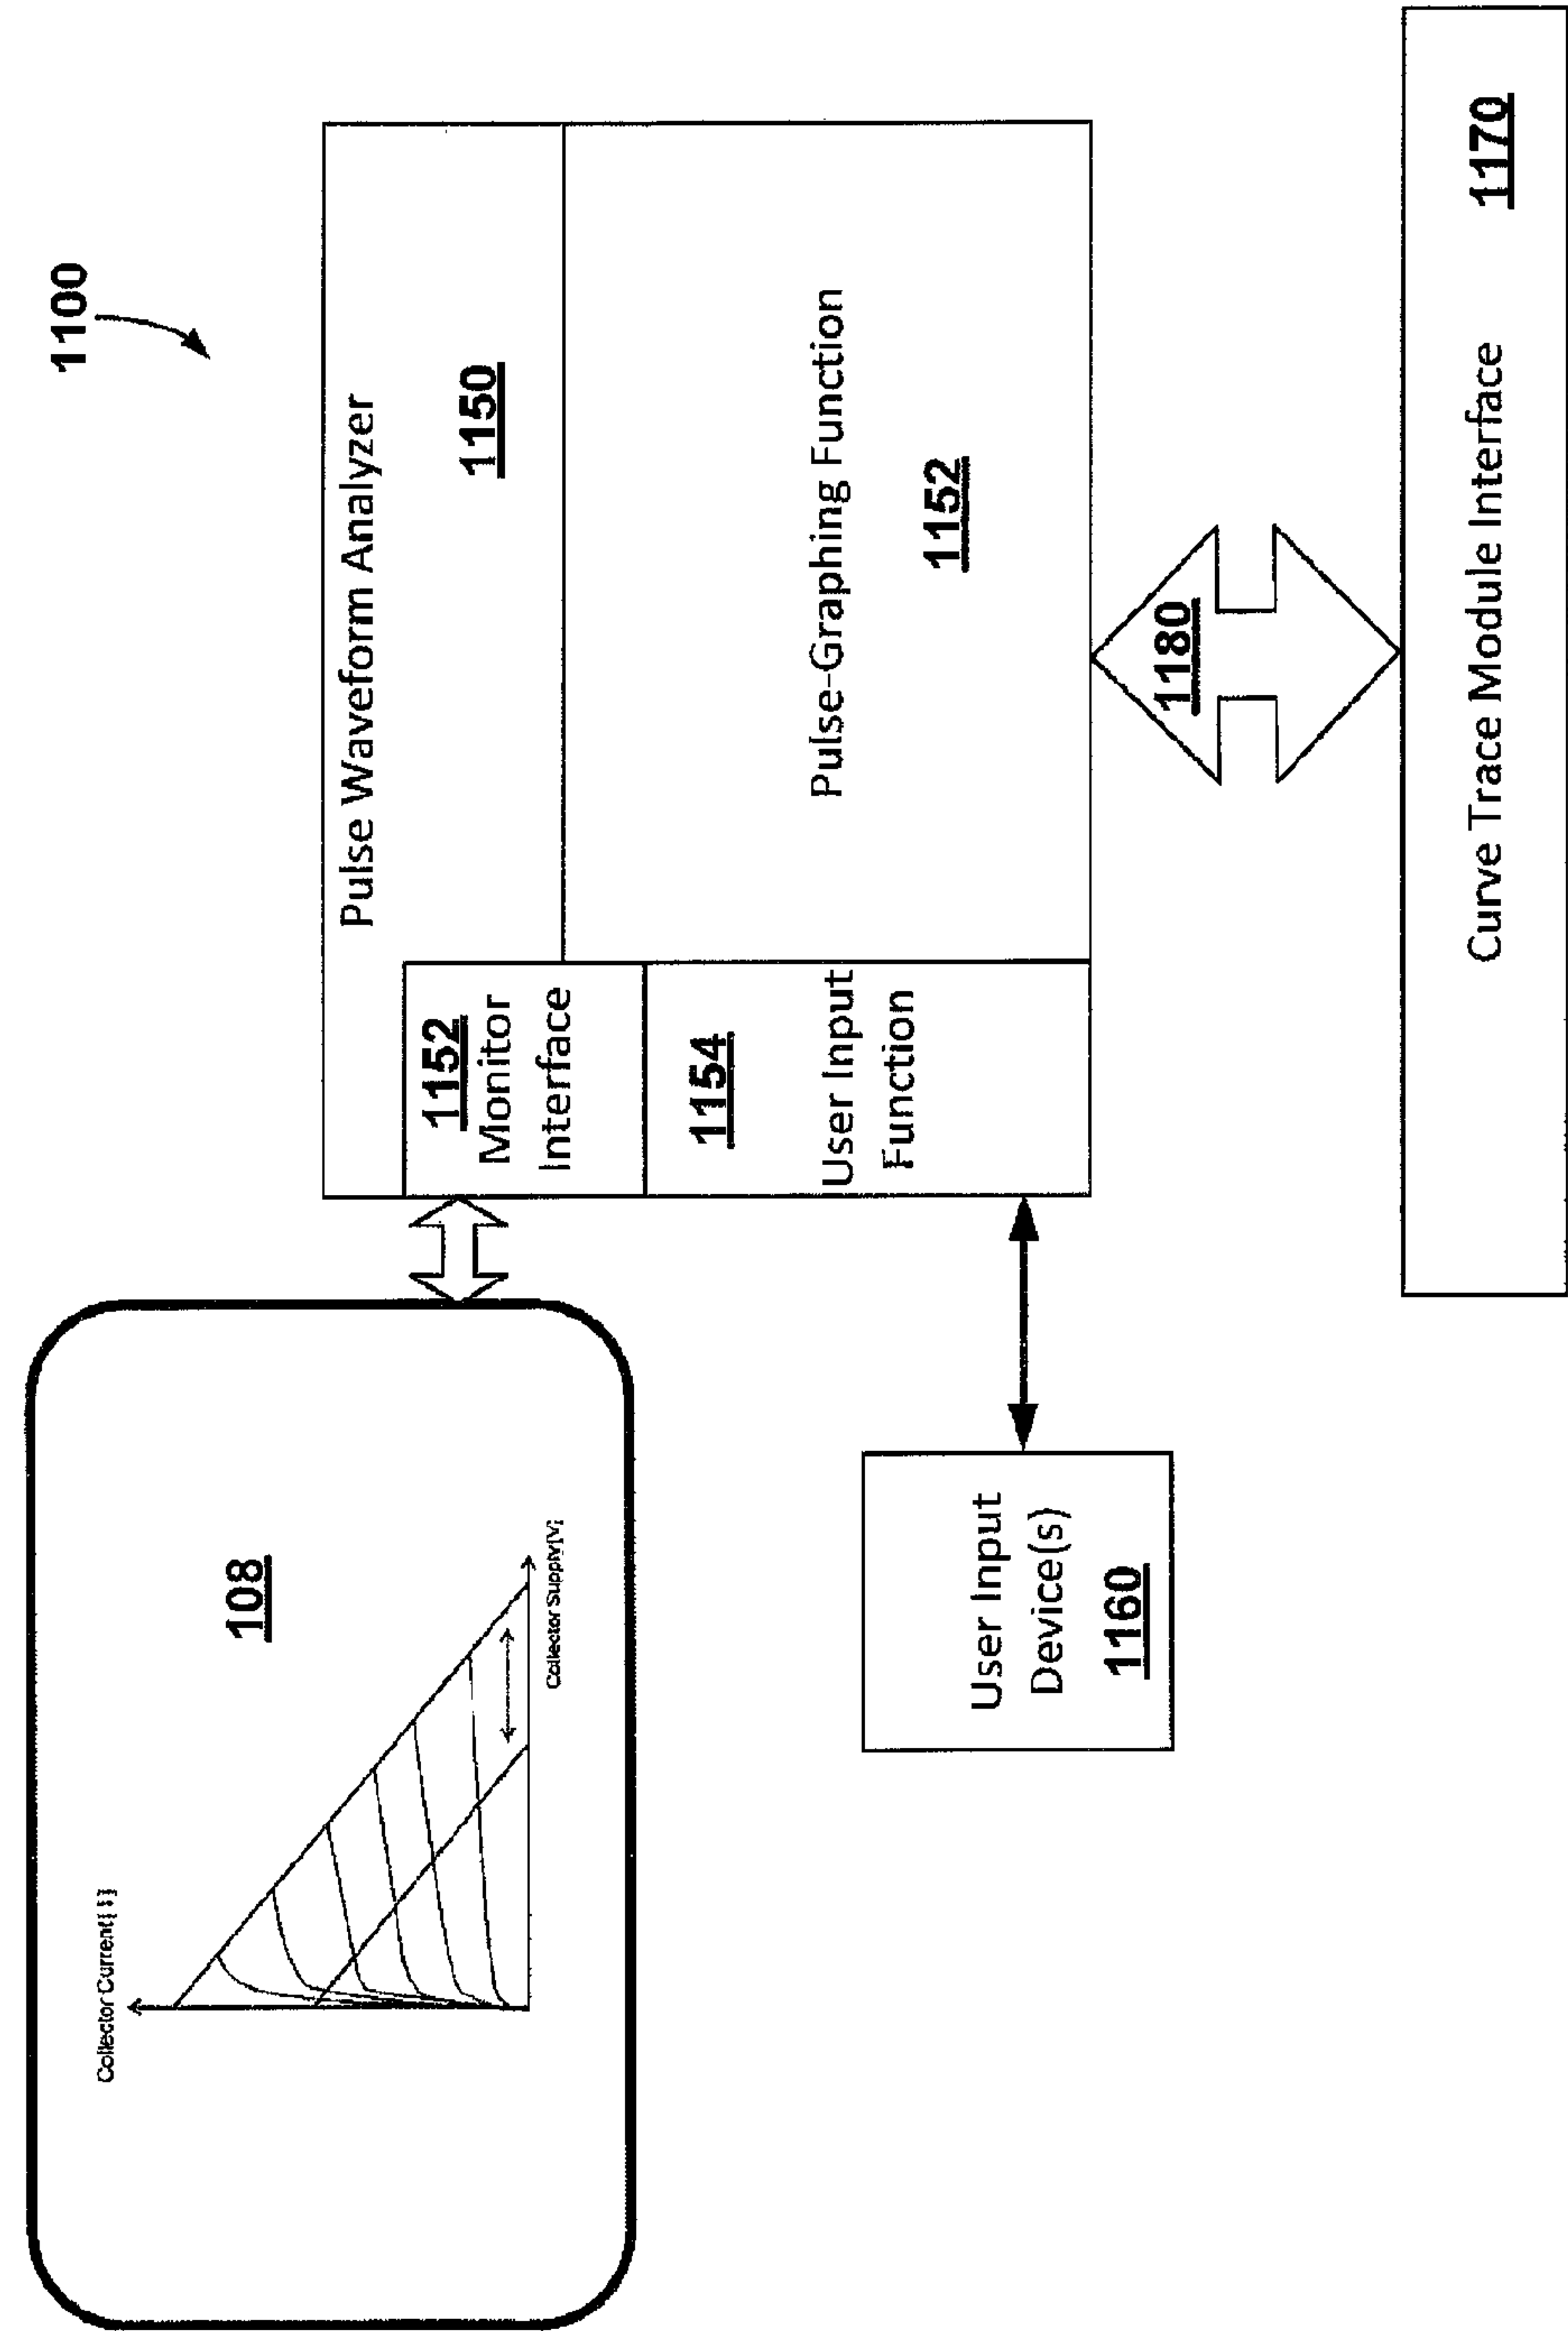 1100
108
Collector Current[I]
Collector Supply[V]
Pulse Waveform Analyzer
1150
1152
Monitor
Interface
1154
User Input
Function
Pulse-Graphing Function
1152
User Input
Device(s)
1160
1180
Curve Trace Module Interface
1170